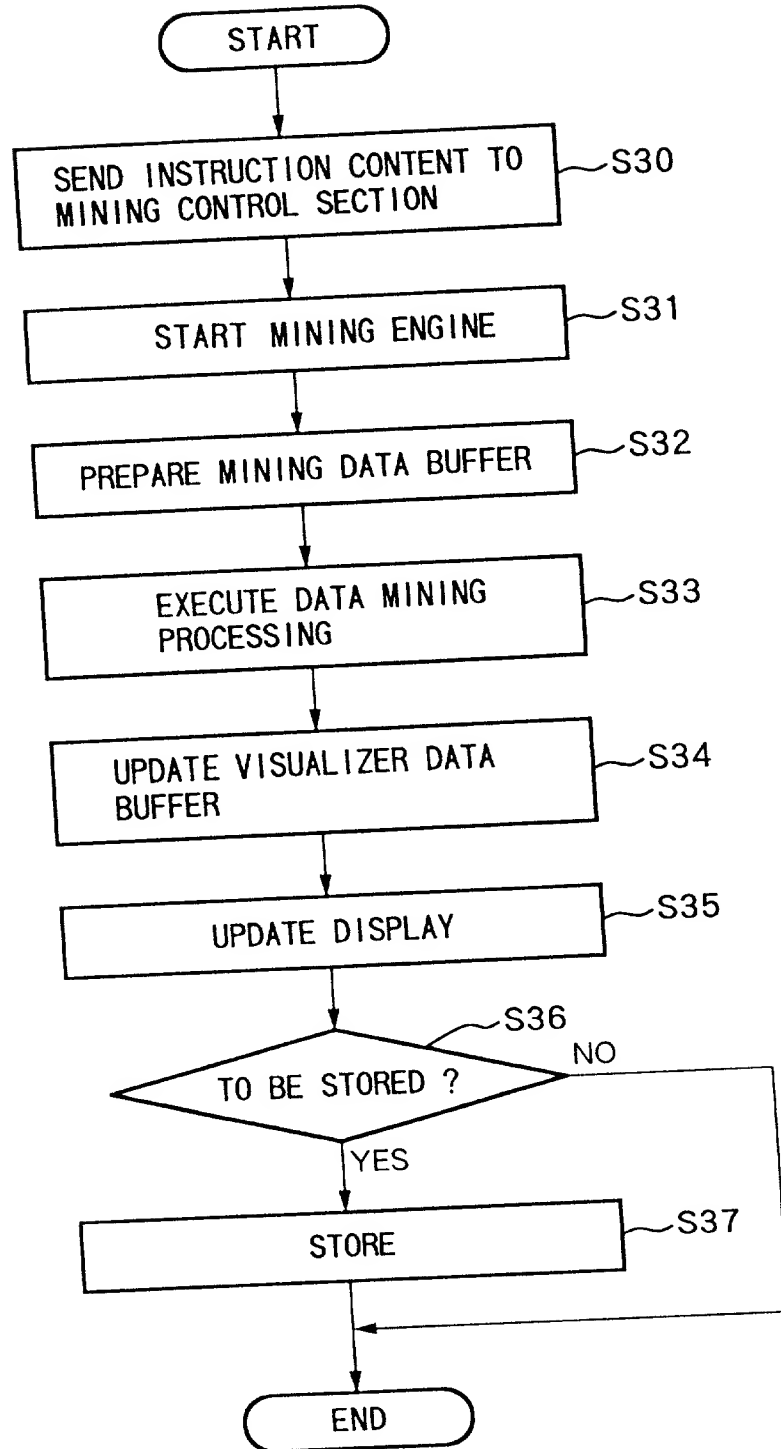 START
SEND INSTRUCTION CONTENT TO
MINING CONTROL SECTION
S30
START MINING ENGINE
S31
PREPARE MINING DATA BUFFER
S32
EXECUTE DATA MINING
PROCESSING
S33
UPDATE VISUALIZER DATA
BUFFER
S34
UPDATE DISPLAY
S35
S36
TO BE STORED ?
NO
YES
STORE
S37
END